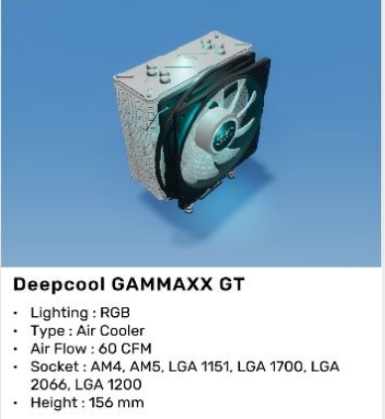 Deepcool GAMMAXX GT
• Lighting : RGB
• Type : Air Cooler
• Air Flow : 60 CFM
• Socket : AM4, AM5, LGA 1151, LGA 1700, LGA
2066, LGA 1200
• Height : 156 mm